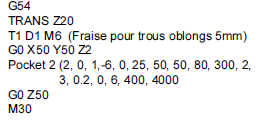 G54
TRANS Z20
T1 D1 M6 (Fraise pour trous oblongs 5mm)
G0 X50 Y50 Z2
Pocket 2 (2, 0, 1,-6, 0, 25, 50, 50, 80, 300, 2,
3, 0.2, 0, 6, 400, 4000
G0 Z50
M30